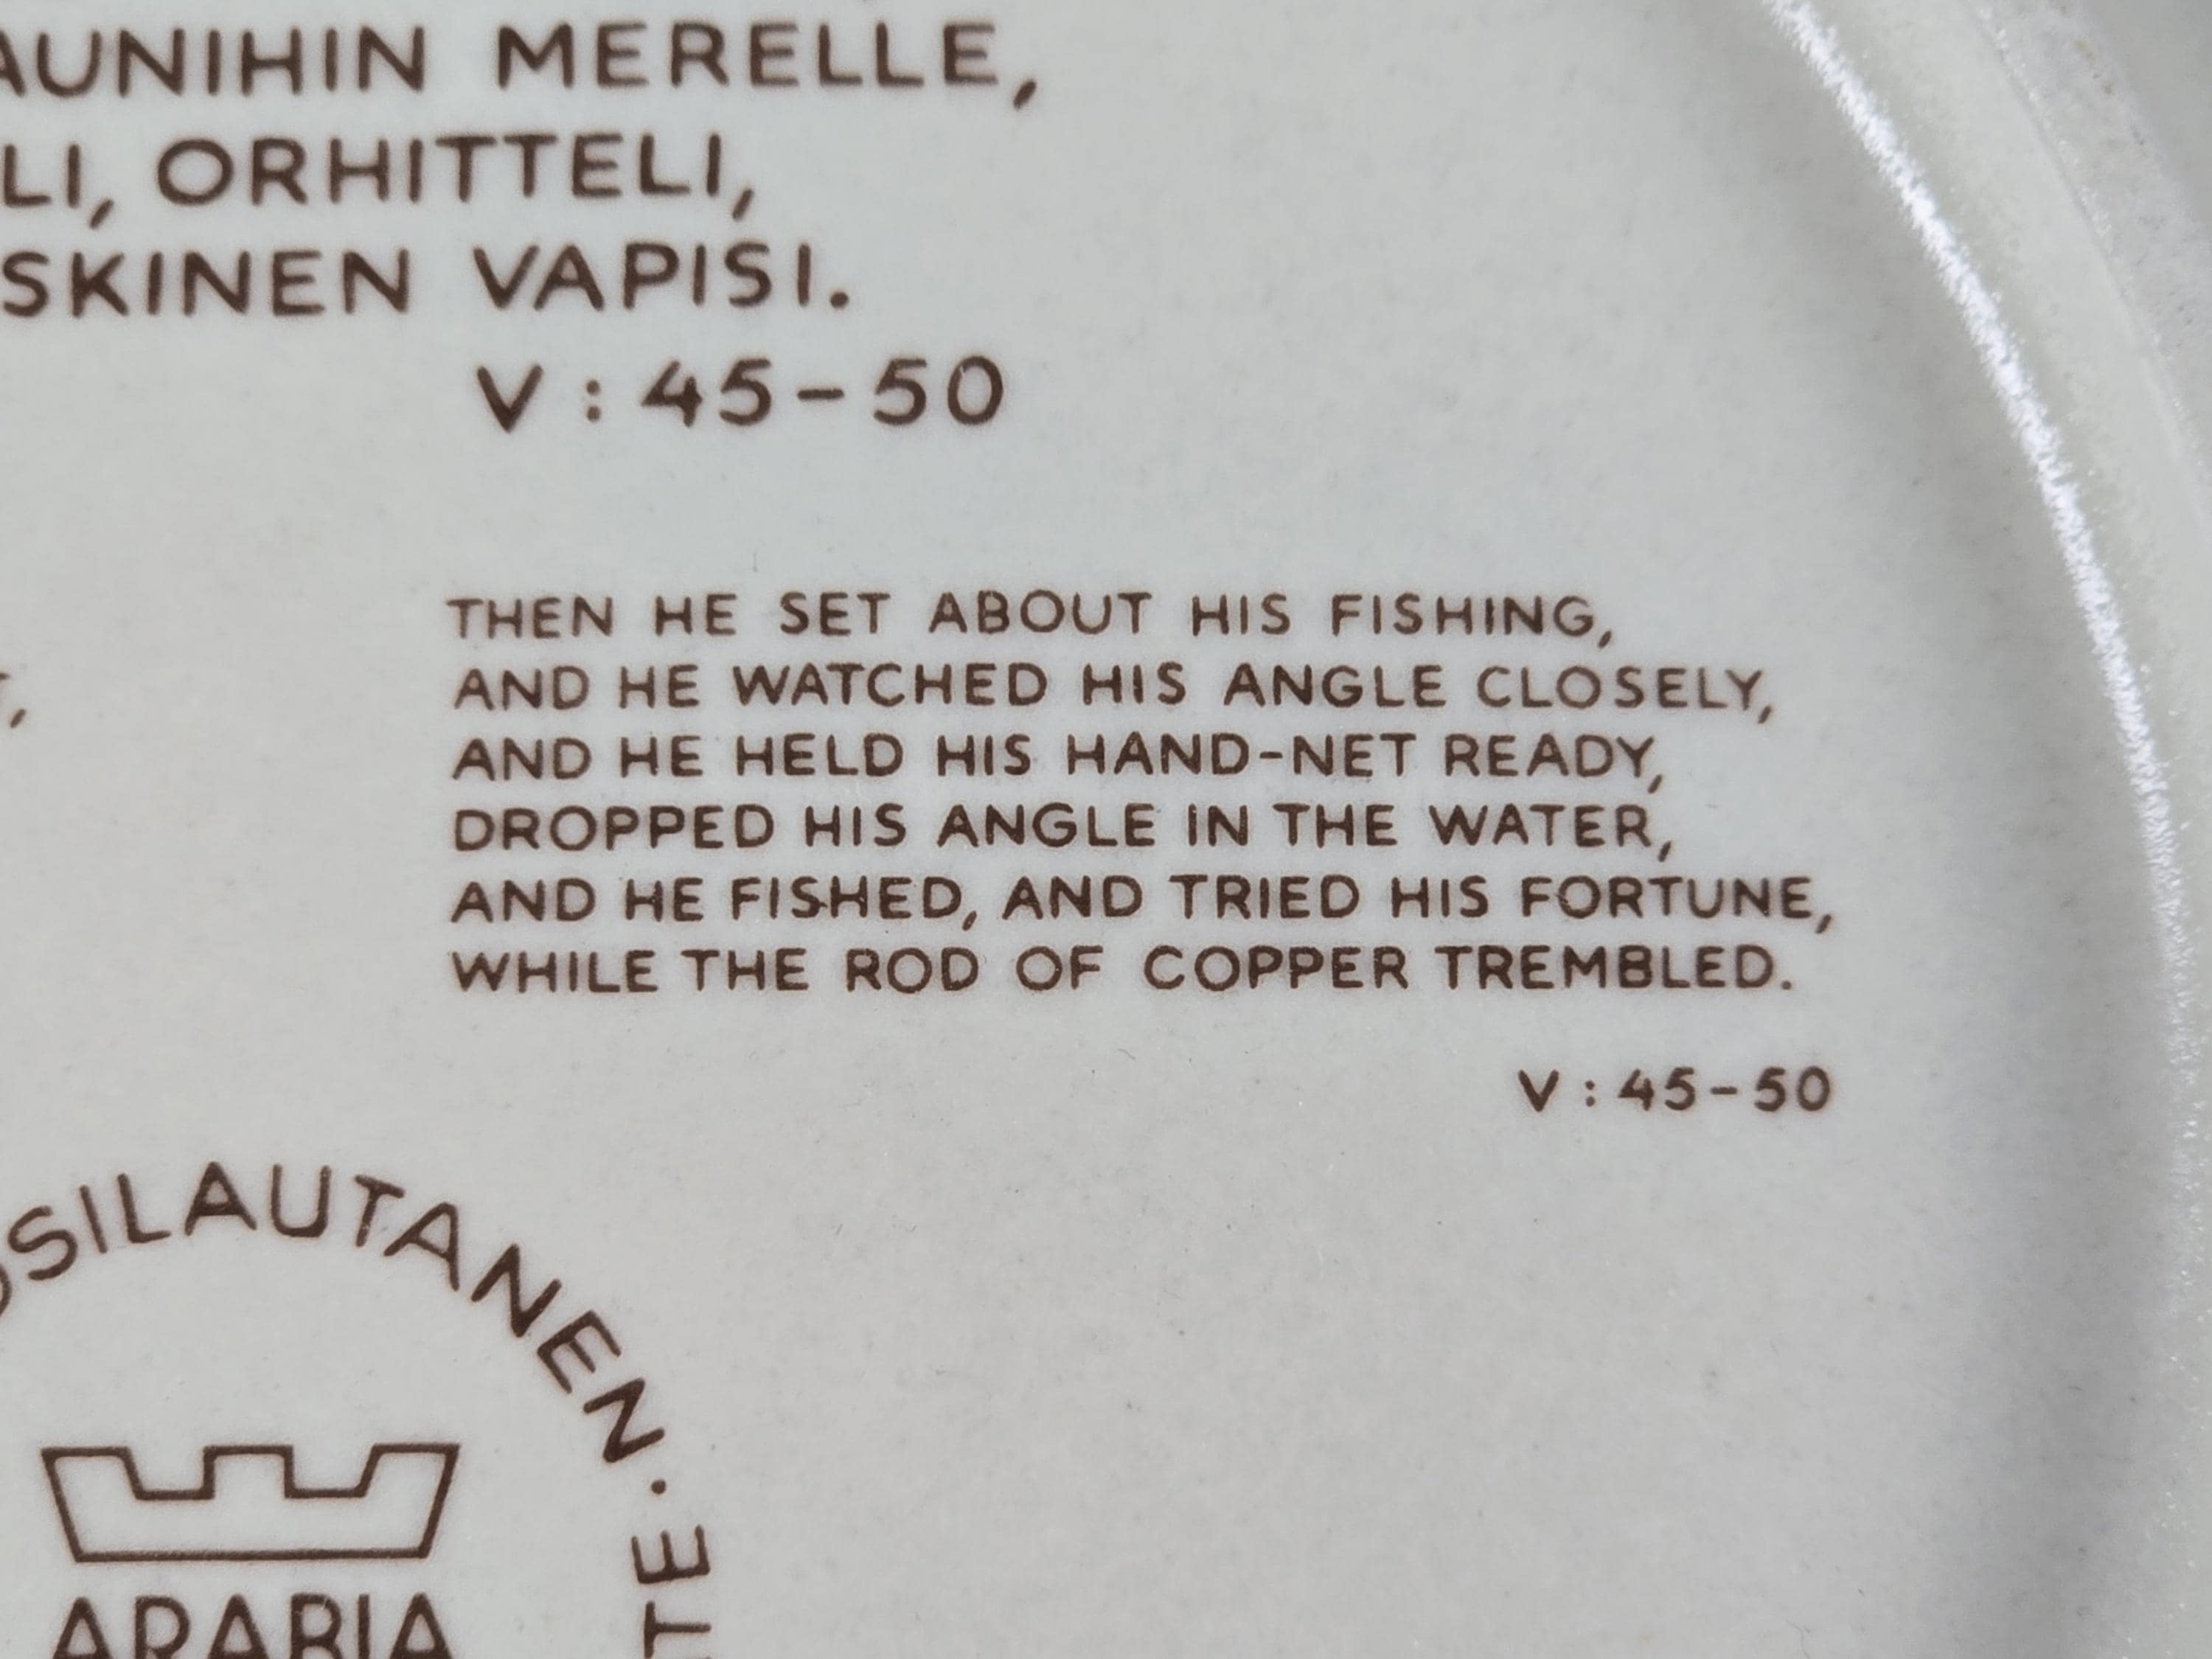 AUNIHIN MERELLE,
LI, ORHITTELI,
SKINEN VAPISI.
V : 45-50
THEN HE SET ABOUT HIS FISHING,
AND HE WATCHED HIS ANGLE CLOSELY,
AND HE HELD HIS HAND-NET READY,
DROPPED HIS ANGLE IN THE WATER,
AND HE FISHED, AND TRIED HIS FORTUNE,
WHILE THE ROD OF COPPER TREMBLED.
V : 45-50
SILAUTANEN.
TE.
ARABIA